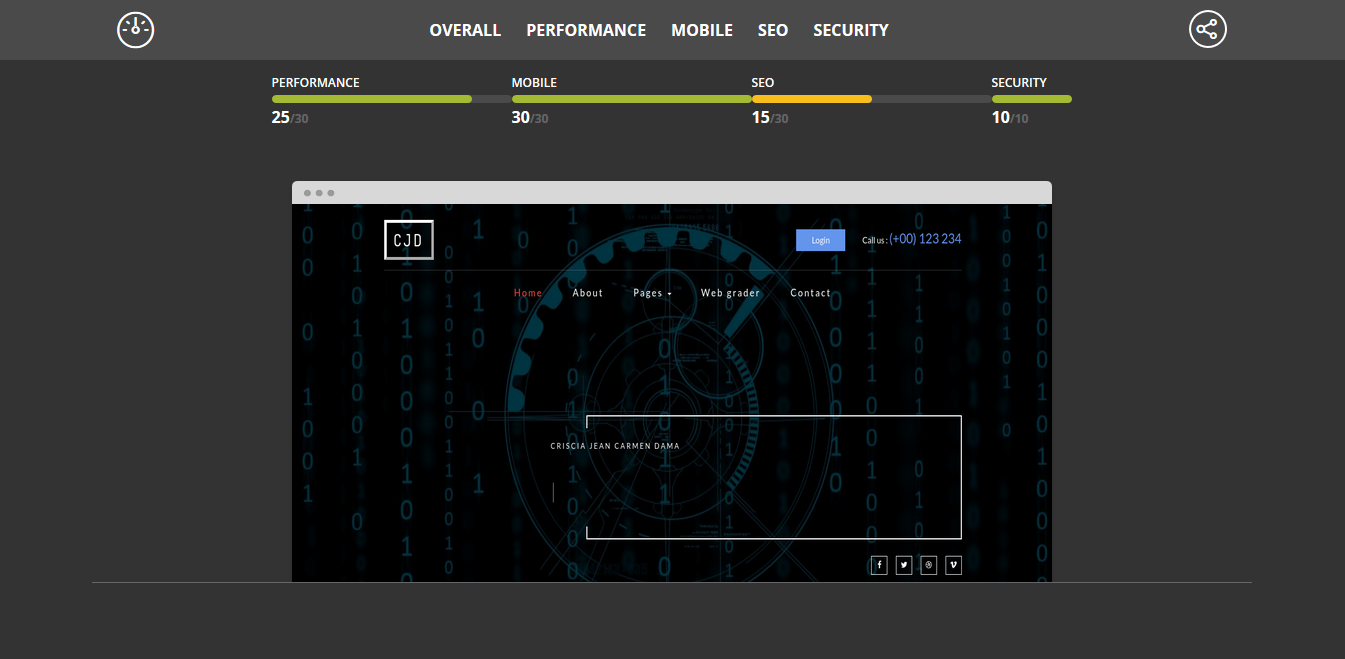 OVERALL PERFORMANCE MOBILE SEO SECURITY
PERFORMANCE MOBILE SEO SECURITY
25/30 30/30 15/30 10/10
CJD Login Call us : (+00) 123 234
Home About Pages Web grader Contact
CRISCIA JEAN CARMEN DAMA